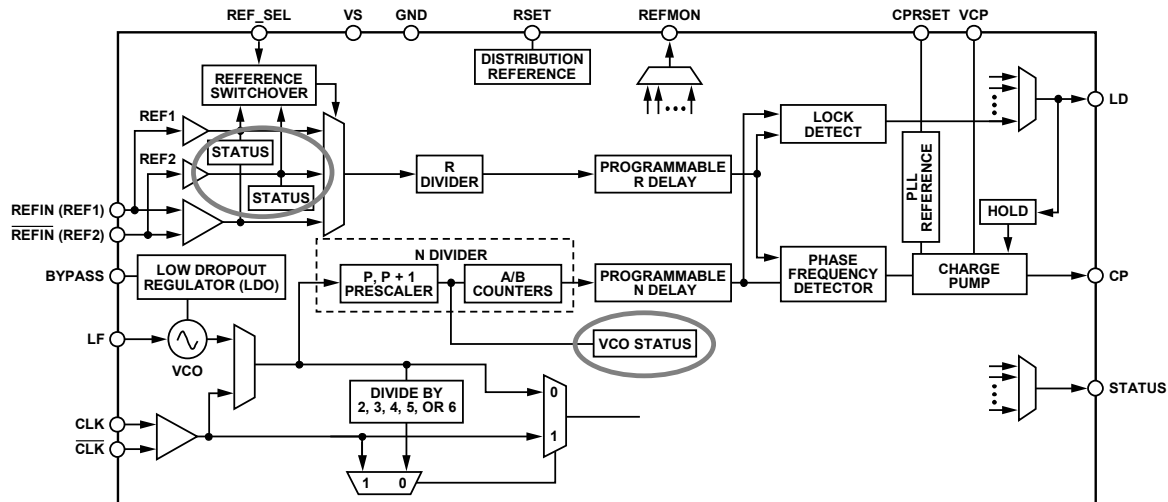 REF_SEL
VS
GND
RSET
REFMON
CPRSET
VCP
DISTRIBUTION
REFERENCE
REFERENCE
SWITCHOVER
REF1
STATUS
REF2
STATUS
REFIN (REF1)
REFIN (REF2)
BYPASS
LOW DROPOUT
REGULATOR (LDO)
LF
VCO
CLK
CLK
R
DIVIDER
PROGRAMMABLE
R DELAY
LOCK
DETECT
PLL
REFERENCE
LD
HOLD
N DIVIDER
P, P + 1
PRESCALER
A/B
COUNTERS
PROGRAMMABLE
N DELAY
PHASE
FREQUENCY
DETECTOR
CHARGE
PUMP
CP
VCO STATUS
DIVIDE BY
2, 3, 4, 5, OR 6
0
1
1 0
STATUS